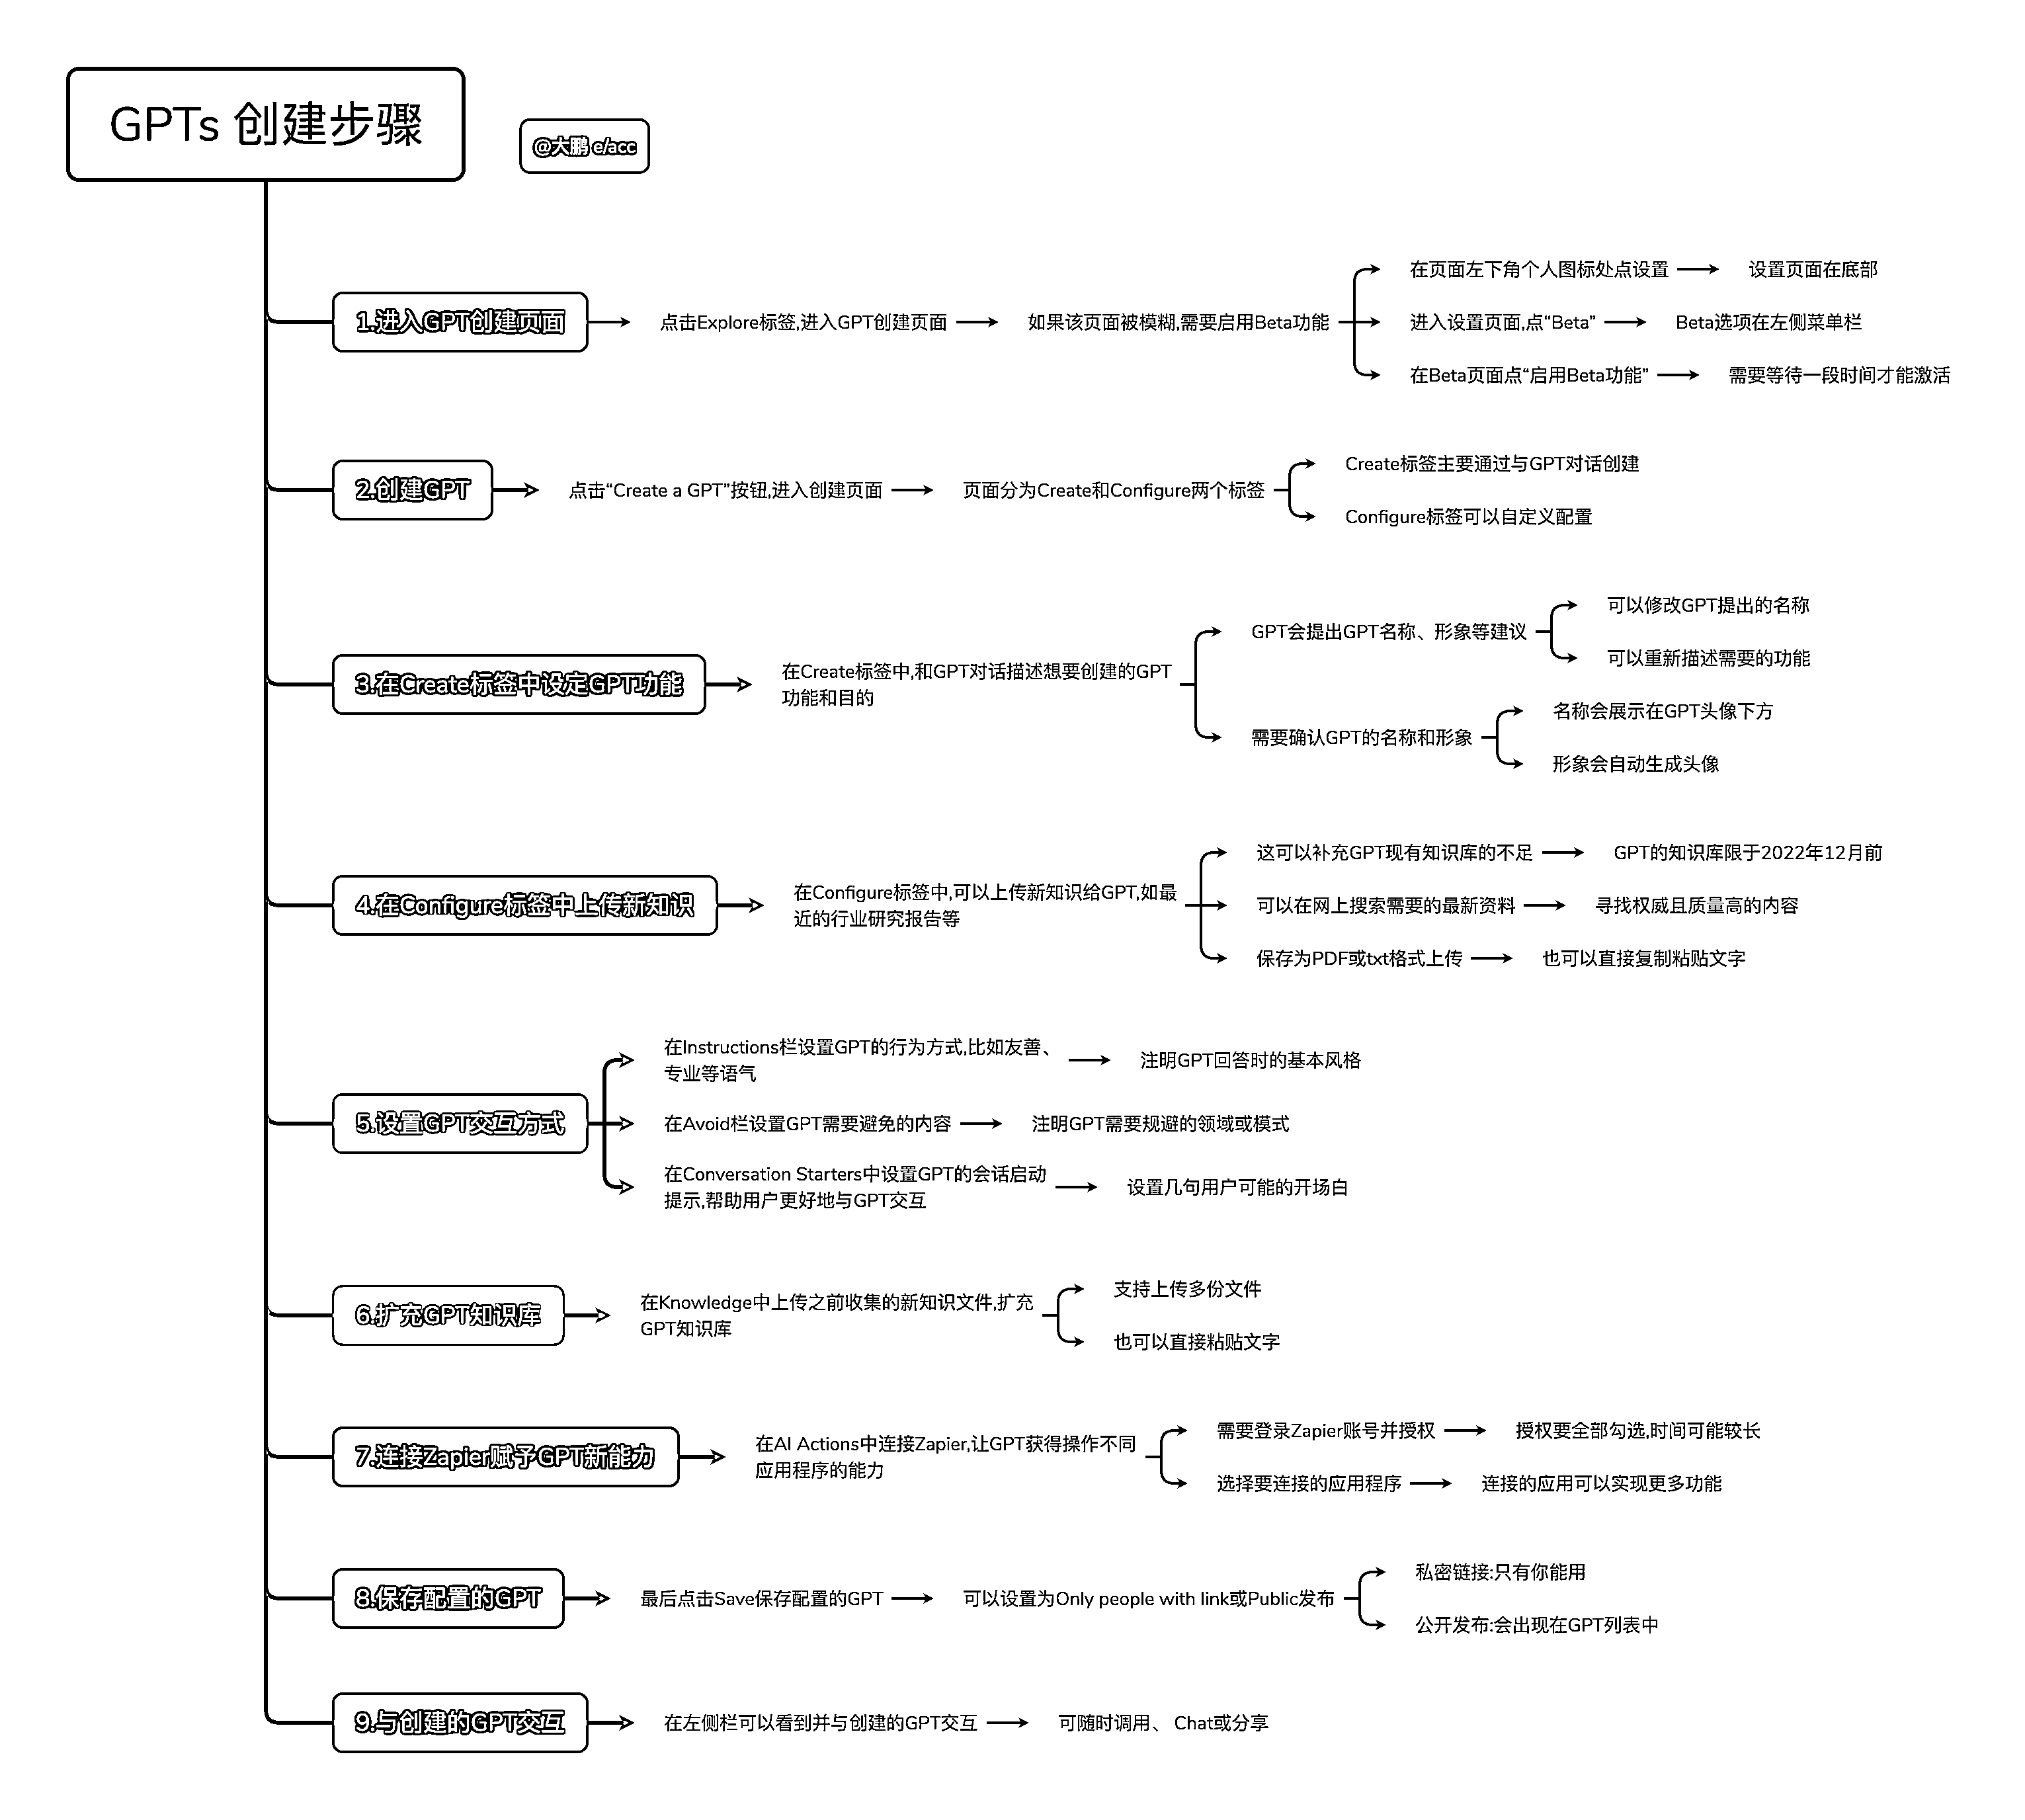 GPTs 创建步骤
@大鹏 e/acc
1.进入GPT创建页面
点击Explore标签,进入GPT创建页面
如果该页面被模糊,需要启用Beta功能
在页面左下角个人图标处点设置
设置页面在底部
进入设置页面,点“Beta”
Beta选项在左侧菜单栏
在Beta页面点“启用Beta功能”
需要等待一段时间才能激活
2.创建GPT
点击“Create a GPT”按钮,进入创建页面
页面分为Create和Configure两个标签
Create标签主要通过与GPT对话创建
Configure标签可以自定义配置
3.在Create标签中设定GPT功能
在Create标签中,和GPT对话描述想要创建的GPT
功能和目的
GPT会提出GPT名称、形象等建议
可以修改GPT提出的名称
可以重新描述需要的功能
需要确认GPT的名称和形象
名称会展示在GPT头像下方
形象会自动生成头像
4.在Configure标签中上传新知识
在Configure标签中,可以上传新知识给GPT,如最
近的行业研究报告等
这可以补充GPT现有知识库的不足
GPT的知识库限于2022年12月前
可以在网上搜索需要的最新资料
寻找权威且质量高的内容
保存为PDF或txt格式上传
也可以直接复制粘贴文字
5.设置GPT交互方式
在Instructions栏设置GPT的行为方式,比如友善、
专业等语气
注明GPT回答时的基本风格
在Avoid栏设置GPT需要避免的内容
注明GPT需要规避的领域或模式
在Conversation Starters中设置GPT的会话启动
提示,帮助用户更好地与GPT交互
设置几句用户可能的开场白
6.扩充GPT知识库
在Knowledge中上传之前收集的新知识文件,扩充
GPT知识库
支持上传多份文件
也可以直接粘贴文字
7.连接Zapier赋予GPT新能力
在AI Actions中连接Zapier,让GPT获得操作不同
应用程序的能力
需要登录Zapier账号并授权
授权要全部勾选,时间可能较长
选择要连接的应用程序
连接的应用可以实现更多功能
8.保存配置的GPT
最后点击Save保存配置的GPT
可以设置为Only people with link或Public发布
私密链接:只有你能用
公开发布:会出现在GPT列表中
9.与创建的GPT交互
在左侧栏可以看到并与创建的GPT交互
可随时调用、 Chat或分享